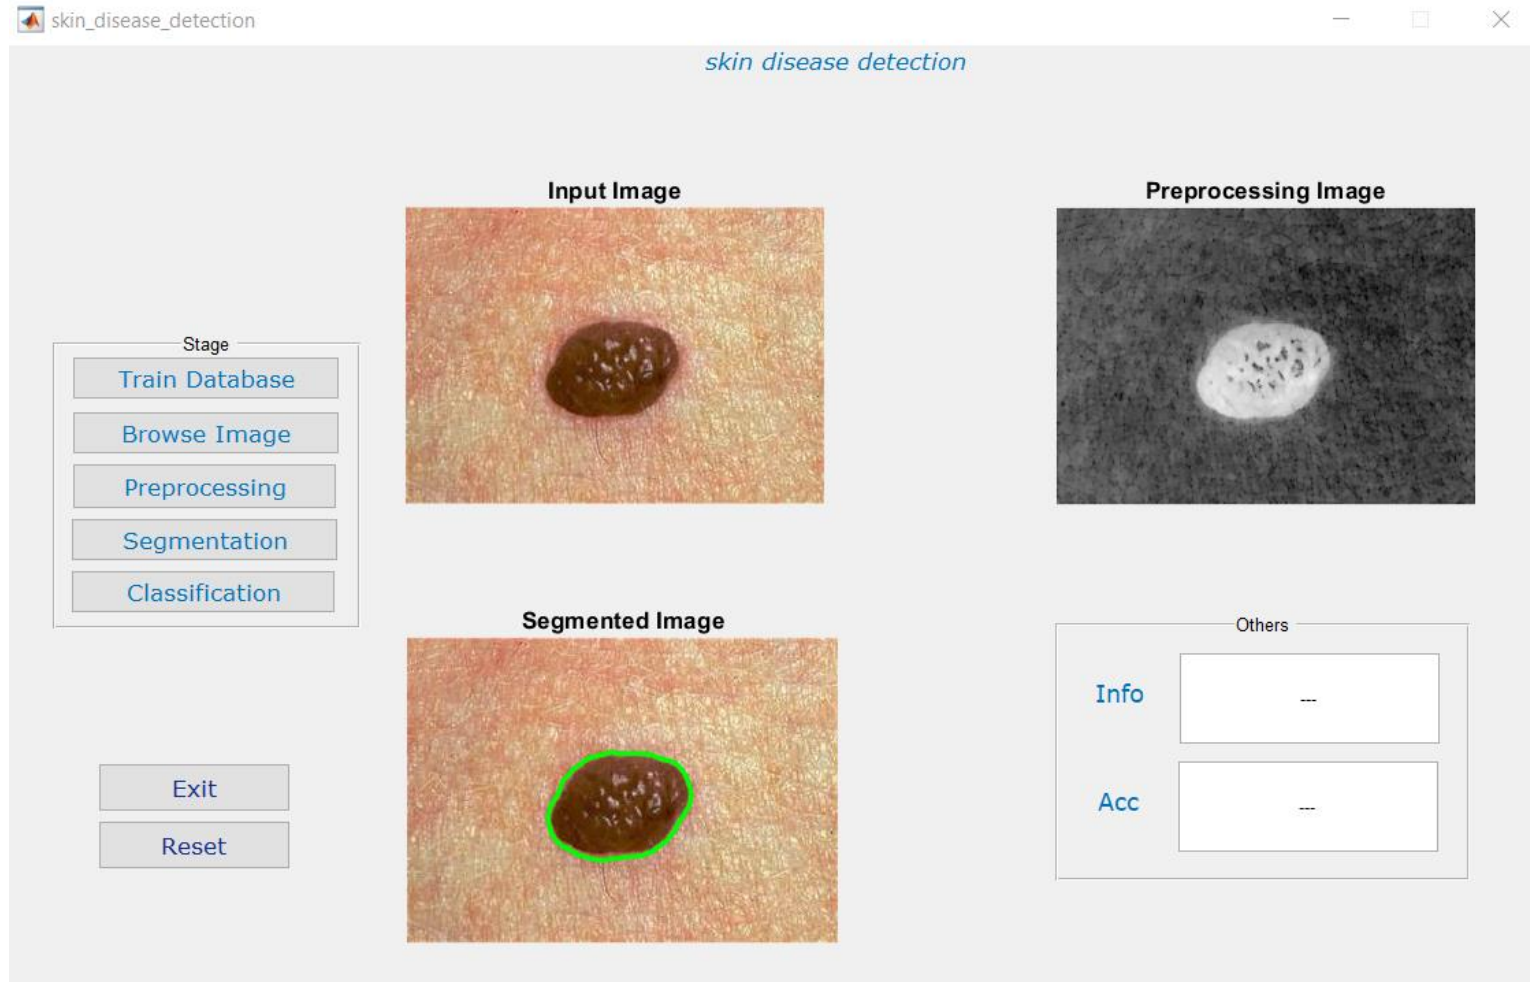 skin_disease_detection
skin disease detection
Input Image
Preprocessing Image
Stage
Train Database
Browse Image
Preprocessing
Segmentation
Classification
Segmented Image
Others
Info
---
Acc
---
Exit
Reset